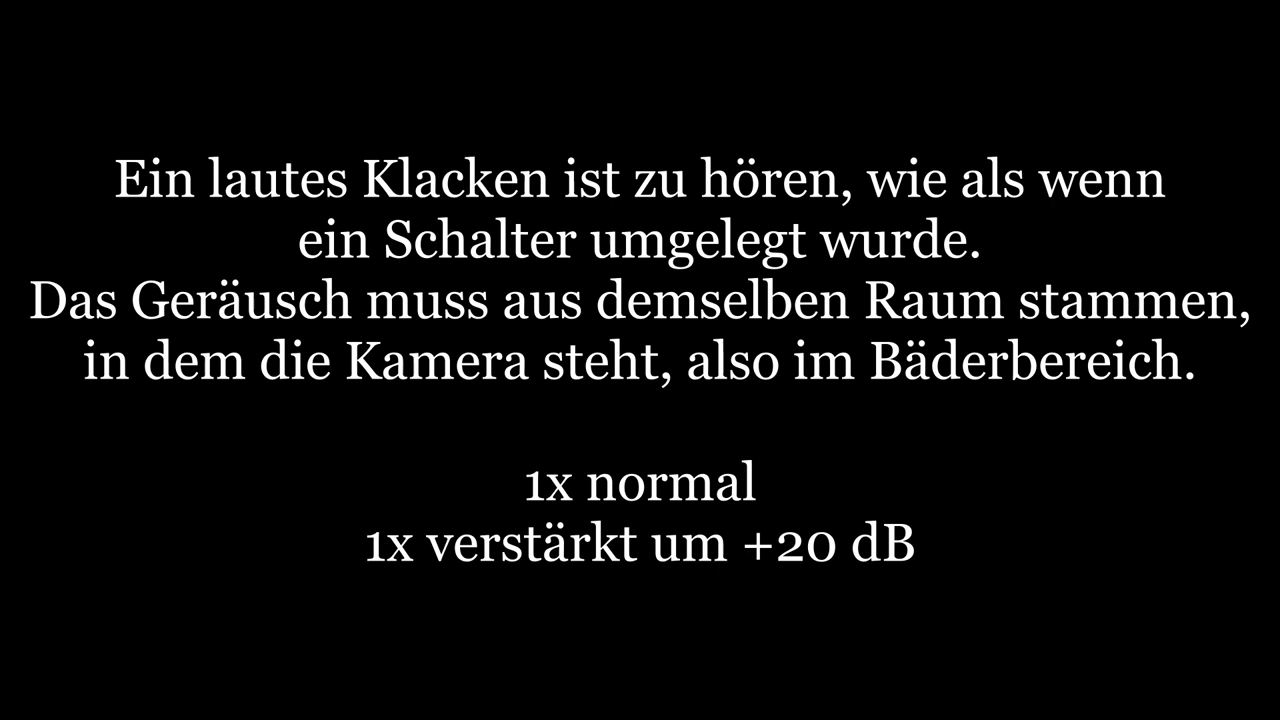 Ein lautes Klacken ist zu hören, wie als wenn
ein Schalter umgelegt wurde.
Das Geräusch muss aus demselben Raum stammen,
in dem die Kamera steht, also im Bäderbereich.
1x normal
1x verstärkt um +20 dB